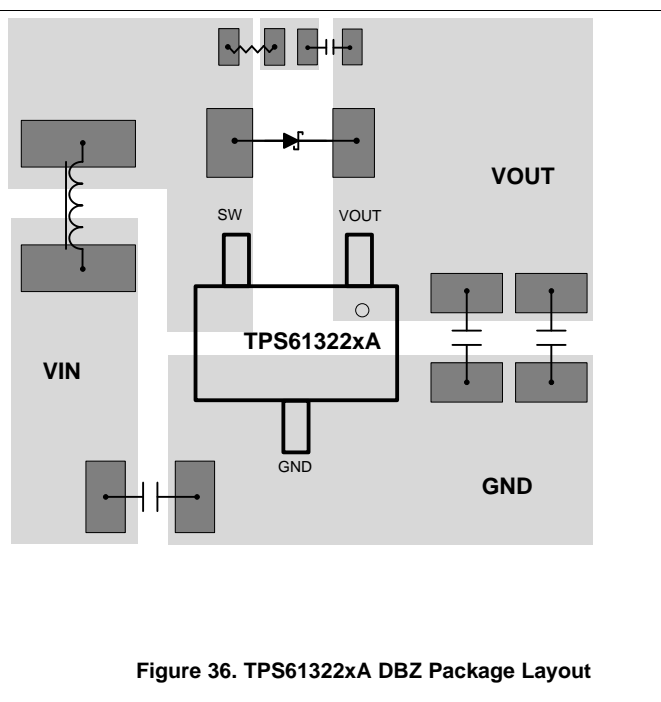 VOUT
SW
VOUT
TPS61322xA
VIN
GND
GND
Figure 36. TPS61322xA DBZ Package Layout